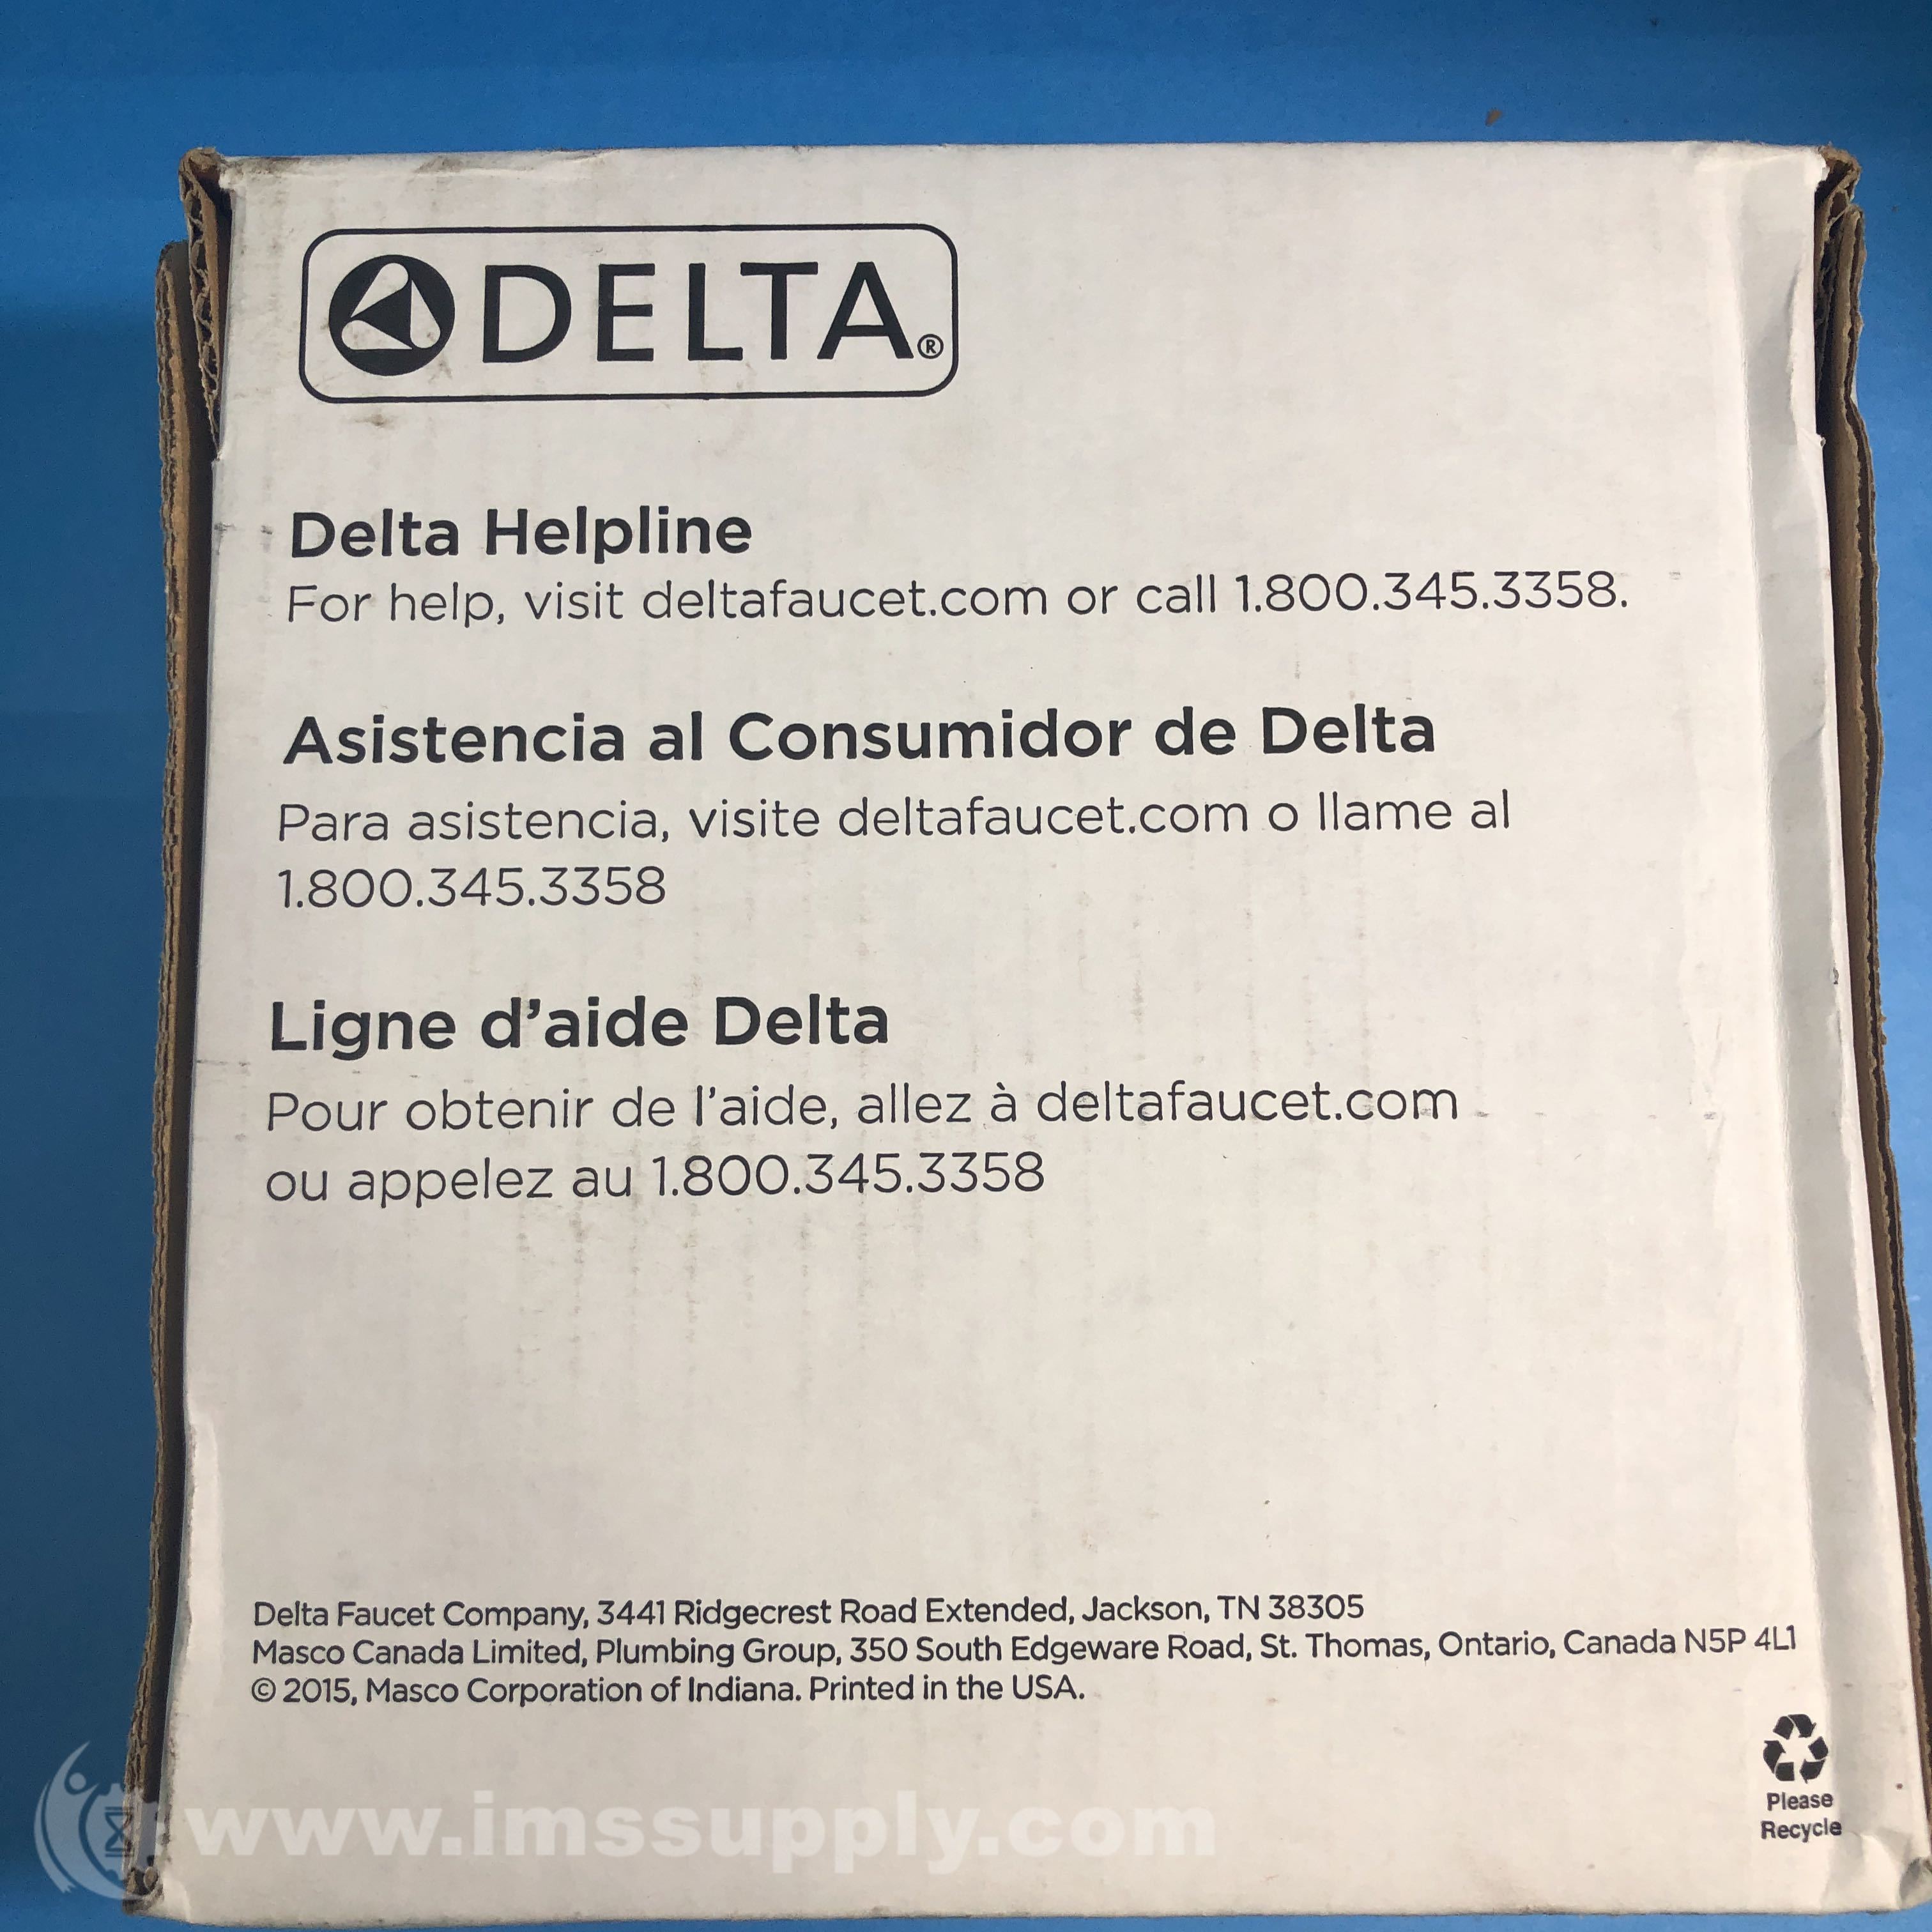 DELTA®
Delta Helpline
For help, visit deltafaucet.com or call 1.800.345.3358.
Asistencia al Consumidor de Delta
Para asistencia, visite deltafaucet.com o llame al
1.800.345.3358
Ligne d'aide Delta
Pour obtenir de l'aide, allez à deltafaucet.com
ou appelez au 1.800.345.3358
Delta Faucet Company, 3441 Ridgecrest Road Extended, Jackson, TN 38305
Masco Canada Limited, Plumbing Group, 350 South Edgeware Road, St. Thomas, Ontario, Canada N5P 4L1
© 2015, Masco Corporation of Indiana. Printed in the USA.
Please
Recycle
www.imssupply.com